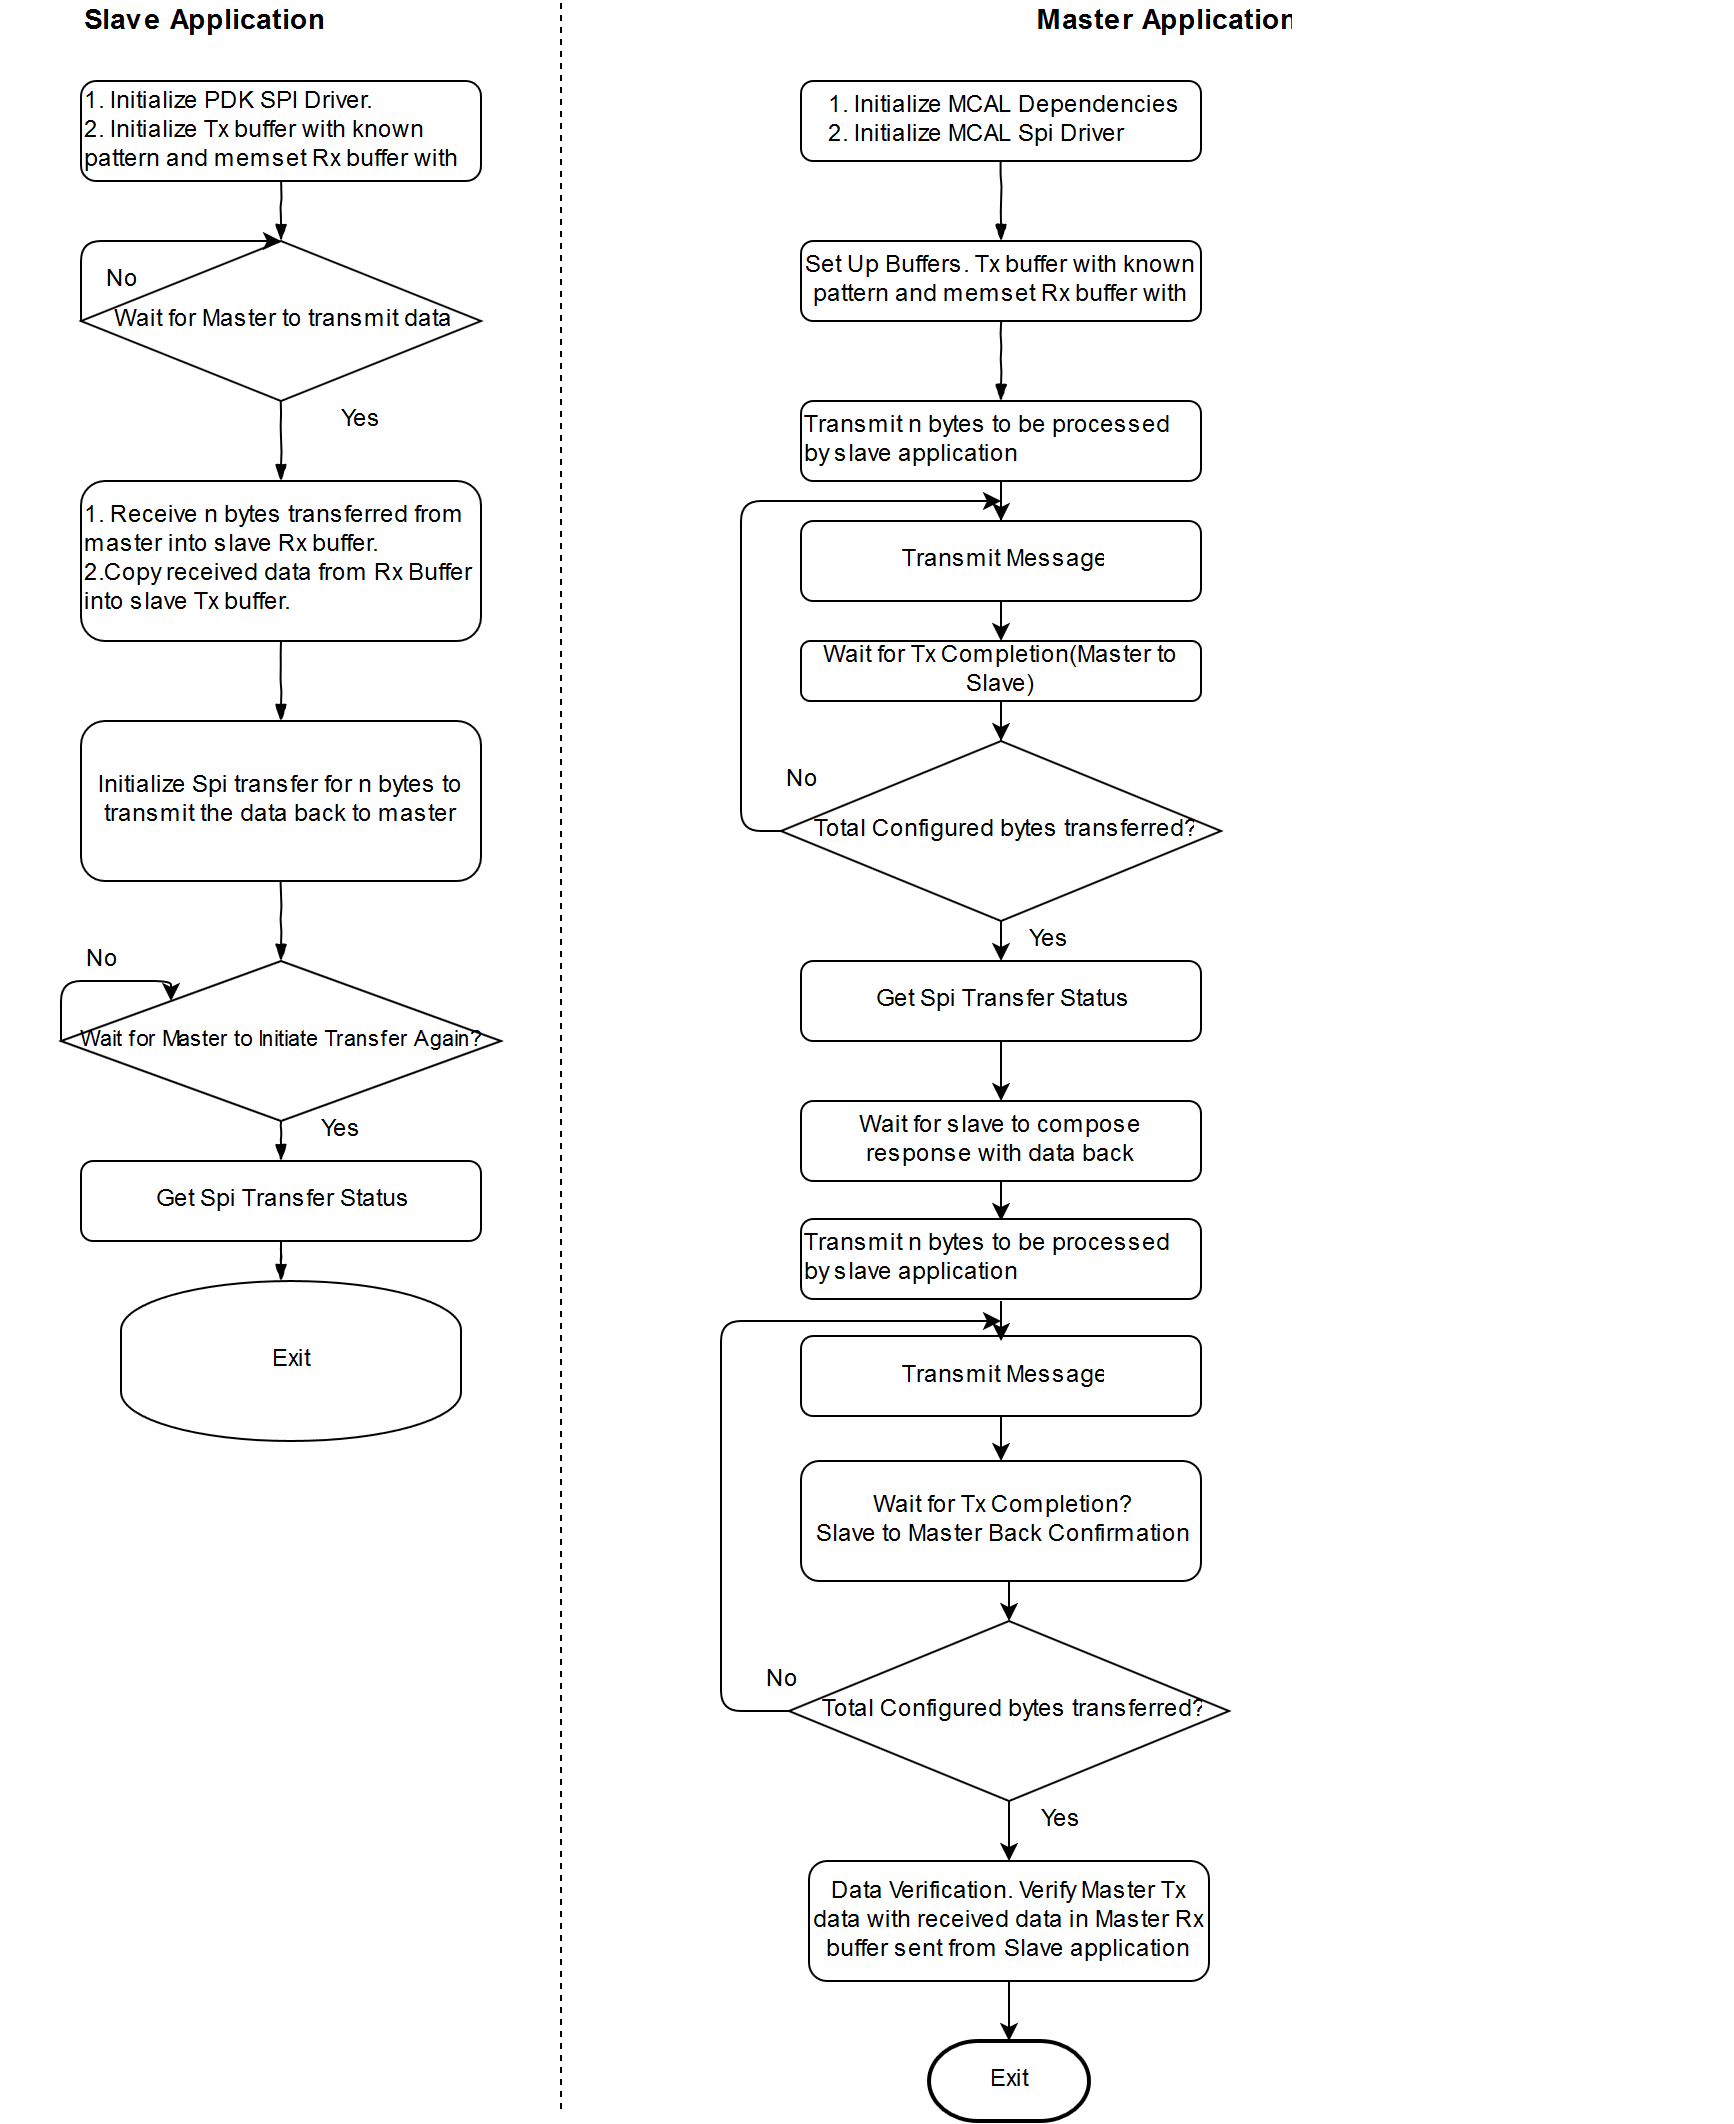 Slave Application
1. Initialize PDK SPI Driver.
2. Initialize Tx buffer with known
pattern and memset Rx buffer with
No
Wait for Master to transmit data
Yes
1. Receive n bytes transferred from
master into slave Rx buffer.
2.Copy received data from Rx Buffer
into slave Tx buffer.
Initialize Spi transfer for n bytes to
transmit the data back to master
No
Wait for Master to Initiate Transfer Again?
Yes
Get Spi Transfer Status
Exit
Master Application
1. Initialize MCAL Dependencies
2. Initialize MCAL Spi Driver
Set Up Buffers. Tx buffer with known
pattern and memset Rx buffer with
Transmit n bytes to be processed
by slave application
Transmit Message
Wait for Tx Completion(Master to
Slave)
No
Total Configured bytes transferred?
Yes
Get Spi Transfer Status
Wait for slave to compose
response with data back
Transmit n bytes to be processed
by slave application
Transmit Message
Wait for Tx Completion?
Slave to Master Back Confirmation
No
Total Configured bytes transferred?
Yes
Data Verification. Verify Master Tx
data with received data in Master Rx
buffer sent from Slave application
Exit